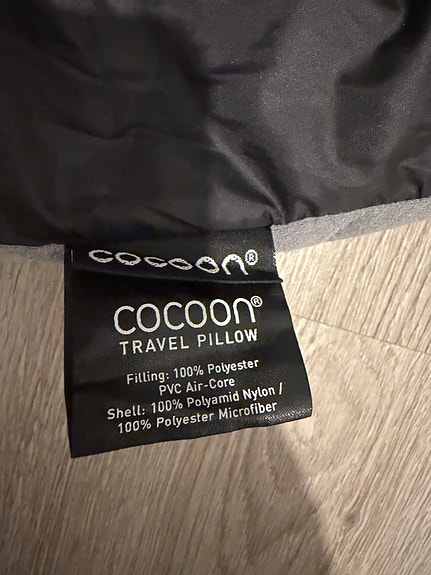 COCOON®
COCOON®
TRAVEL PILLOW
Filling: 100% Polyester
PVC Air-Core
Shell: 100% Polyamid Nylon /
100% Polyester Microfiber